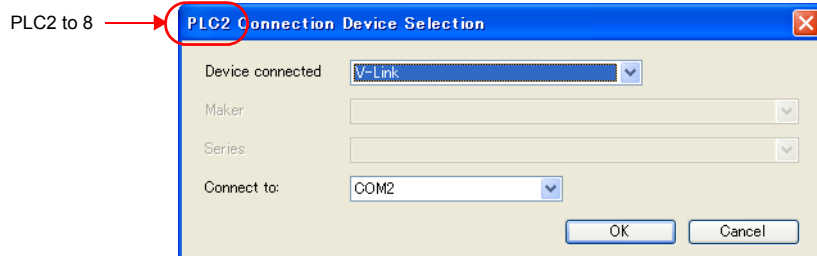 PLC2 to 8
PLC2 Connection Device Selection
Device connected V-Link
Maker
Series
Connect to: COM2
OK Cancel